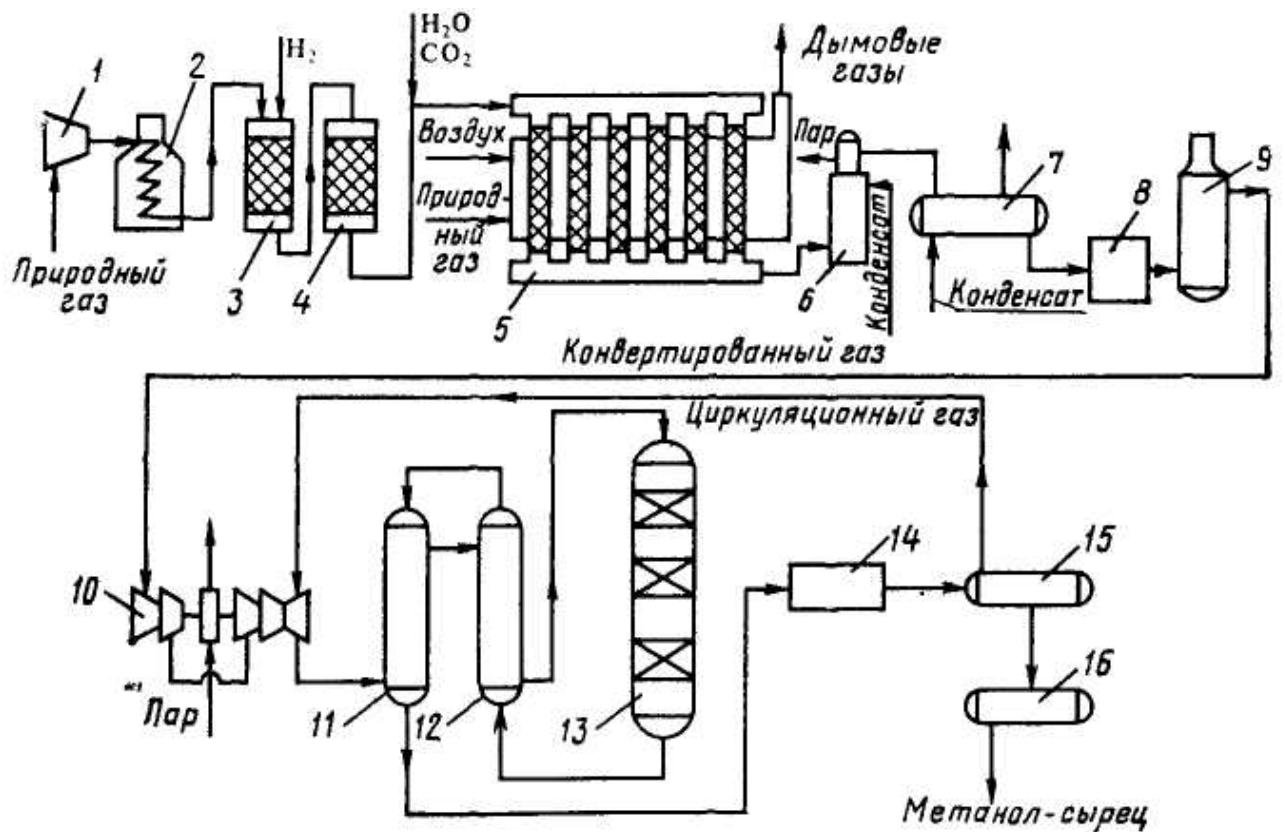 H₂O
CO₂
H₂
Дымовые
газы
1
2
Воздух
Пар
7
9
8
Природ-
ный
газ
Природный
газ
3
4
5
6
Конденсат
Конденсат
Конвертированный газ
Циркуляционный газ
10
14
15
16
Пар
11
12
13
Метанол-сырец